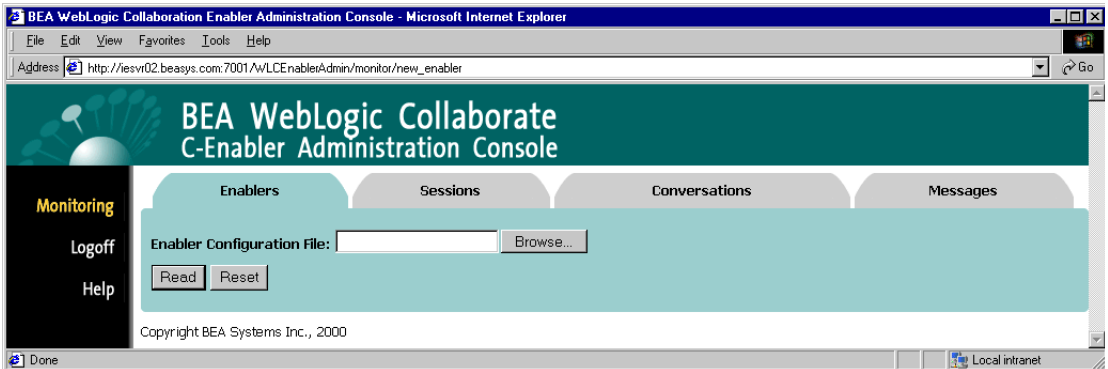 BEA WebLogic Collaboration Enabler Administration Console - Microsoft Internet Explorer
File Edit View Favorites Tools Help
Address http://iesvr02.beasys.com:7001/WLCEnablerAdmin/monitor/new_enabler Go
BEA WebLogic Collaborate
C-Enabler Administration Console
Enablers Sessions Conversations Messages
Monitoring
Logoff
Help
Enabler Configuration File: Browse...
Read Reset
Copyright BEA Systems Inc., 2000
Done Local intranet